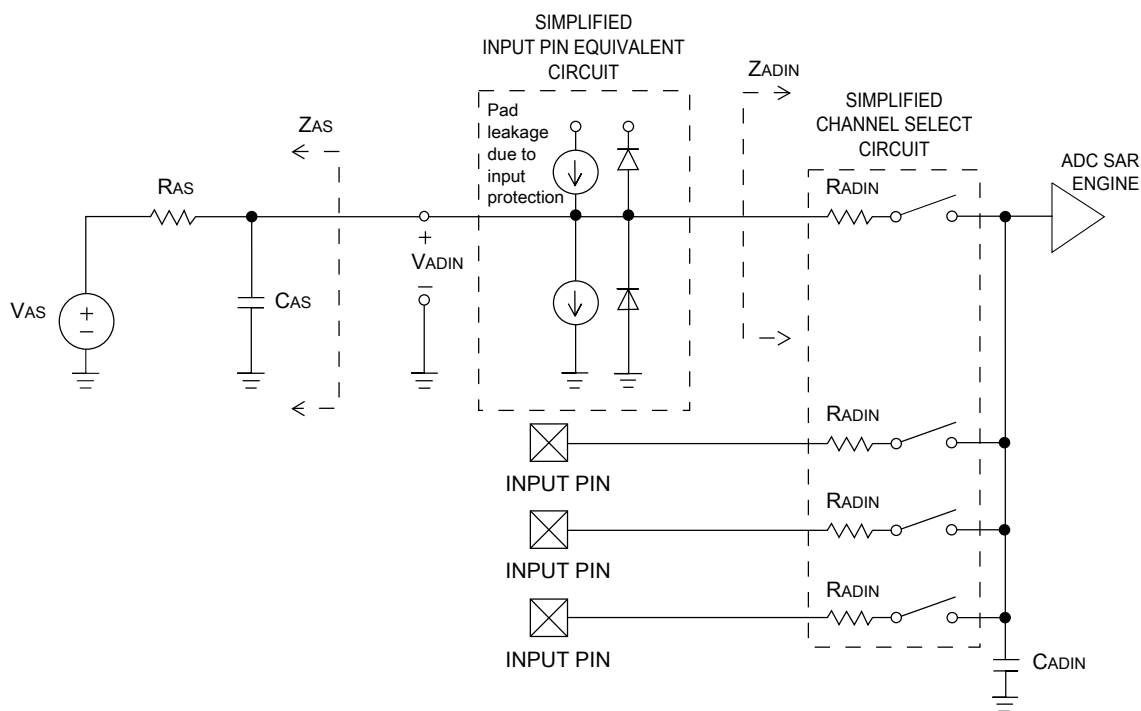 SIMPLIFIED
INPUT PIN EQUIVALENT
CIRCUIT
ZADIN
SIMPLIFIED
CHANNEL SELECT
CIRCUIT
Pad
leakage
due to
input
protection
ZAS
ADC SAR
ENGINE
RAS
RADIN
+
VADIN
–
CAS
VAS
+
–
RADIN
INPUT PIN
RADIN
INPUT PIN
RADIN
INPUT PIN
CADIN